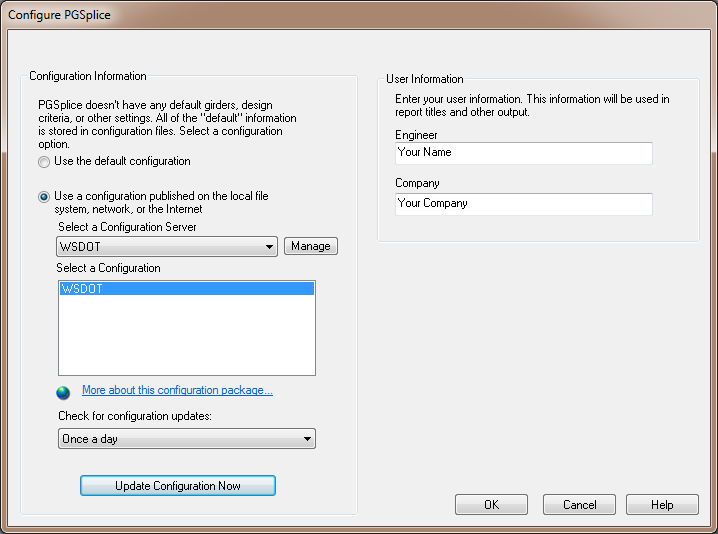 Configure PGSplice
Configuration Information
PGSplice doesn't have any default girders, design
criteria, or other settings. All of the "default" information
is stored in configuration files. Select a configuration
option.
Use the default configuration
Use a configuration published on the local file
system, network, or the Internet
Select a Configuration Server
WSDOT
Manage
Select a Configuration
WSDOT
More about this configuration package...
Check for configuration updates:
Once a day
Update Configuration Now
User Information
Enter your user information. This information will be used in
report titles and other output.
Engineer
Your Name
Company
Your Company
OK
Cancel
Help